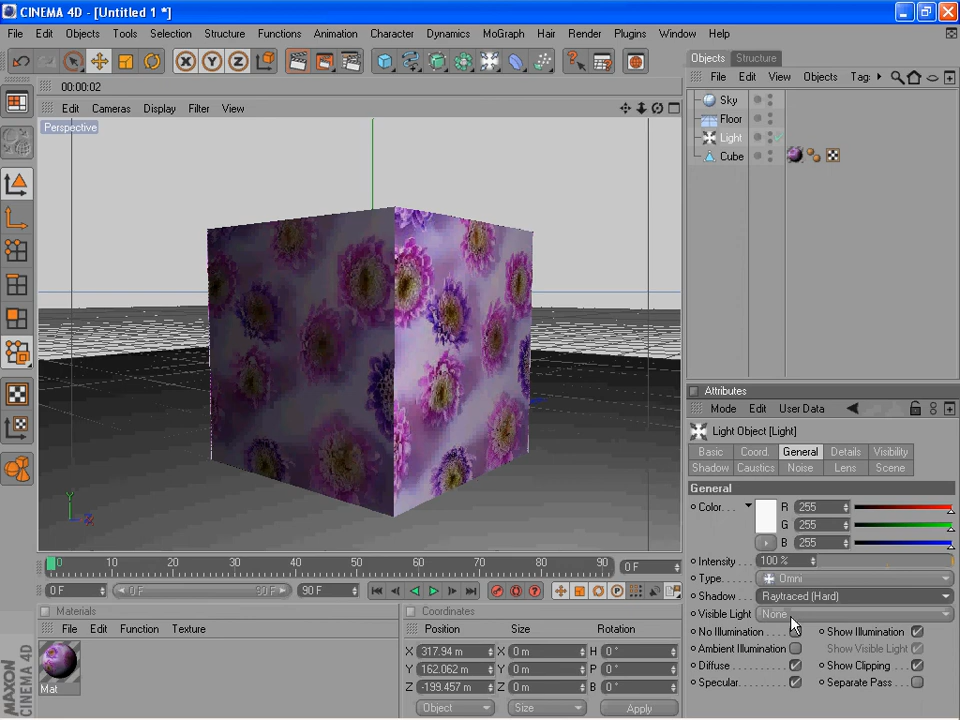 CINEMA 4D - [Untitled 1 *]
File Edit Objects Tools Selection Structure Functions Animation Character Dynamics MoGraph Hair Render Plugins Window Help
X Y Z
Objects Structure
00:00:02
File Edit View Objects Tag:
Edit Cameras Display Filter View
Sky
Perspective
Floor
Light
Cube
Attributes
Mode Edit User Data
Light Object [Light]
Basic Coord. General Details Visibility
Shadow Caustics Noise Lens Scene
General
Color. . . R 255
G 255
B 255
Y
Z
0 10 20 30 40 50 60 70 80 90 0 F
Intensity . . 100 %
Type. . . . . Omni
0 F 0 F 90 F 90 F
P
Shadow . . Raytraced (Hard)
Visible Light None
Materials
Coordinates
No Illumination . . . . Show Illumination
File Edit Function Texture
Position Size Rotation
Ambient Illumination Show Visible Light
X 317.94 m X 0 m H 0 °
Diffuse . . . . Show Clipping
Y 162.062 m Y 0 m P 0 °
Specular. . . . Separate Pass
Z -199.457 m Z 0 m B 0 °
Mat
Object Size Apply
MAXON
CINEMA 4D